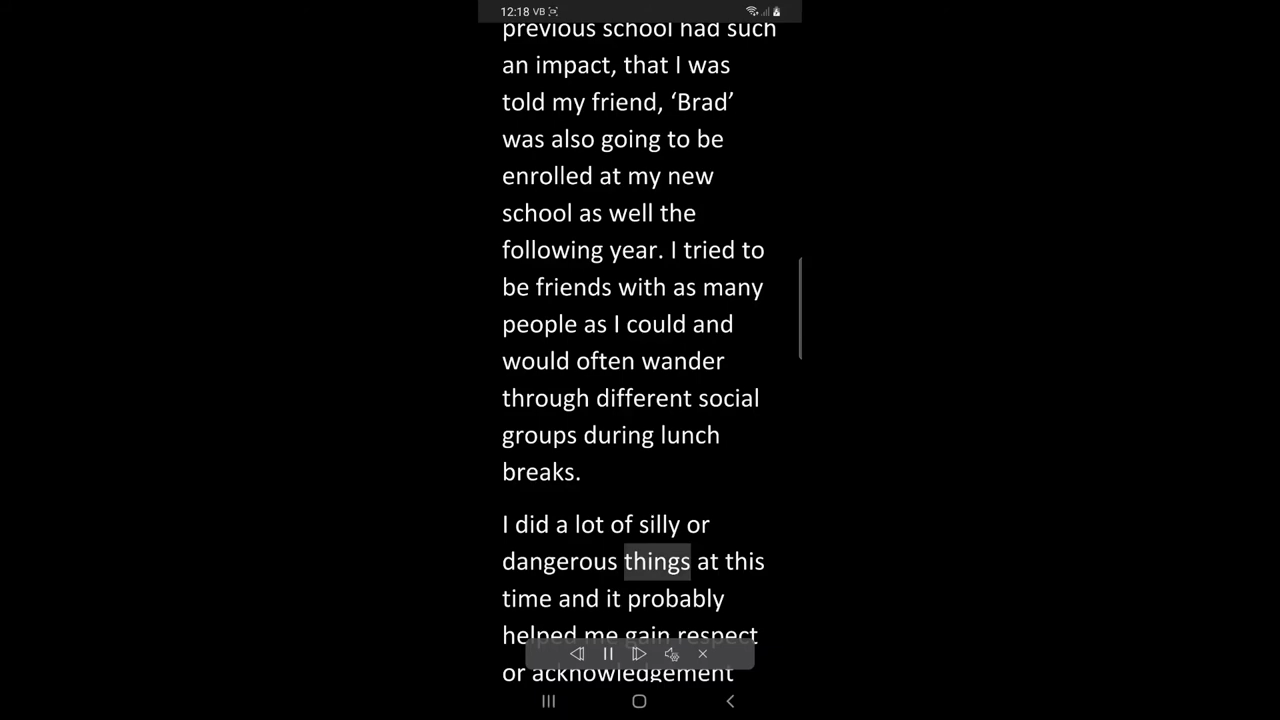 12:18 VB
previous school had such
an impact, that I was
told my friend, ‘Brad’
was also going to be
enrolled at my new
school as well the
following year. I tried to
be friends with as many
people as I could and
would often wander
through different social
groups during lunch
breaks.
I did a lot of silly or
dangerous things at this
time and it probably
helped me gain respect
or acknowledgement